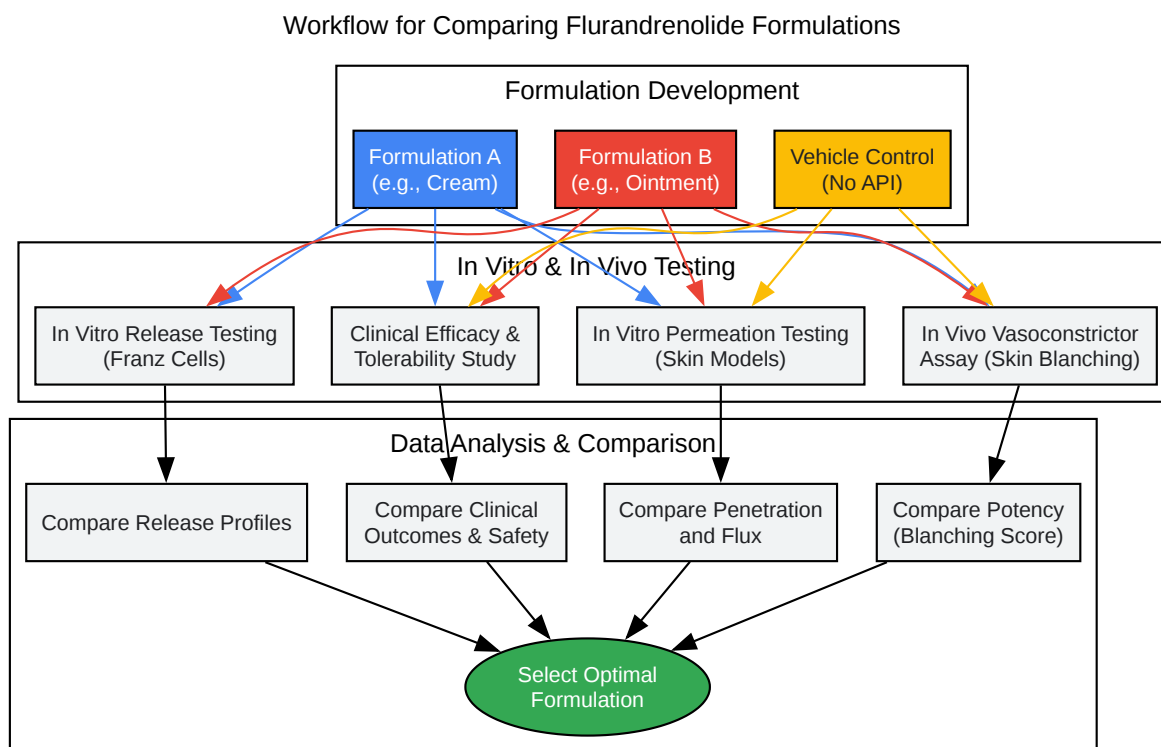 Workflow for Comparing Flurandrenolide Formulations
Formulation Development
Formulation A
(e.g., Cream)
Formulation B
(e.g., Ointment)
Vehicle Control
(No API)
In Vitro & In Vivo Testing
In Vitro Release Testing
(Franz Cells)
Clinical Efficacy &
Tolerability Study
In Vitro Permeation Testing
(Skin Models)
In Vivo Vasoconstrictor
Assay (Skin Blanching)
Data Analysis & Comparison
Compare Release Profiles
Compare Clinical
Outcomes & Safety
Compare Penetration
and Flux
Compare Potency
(Blanching Score)
Select Optimal
Formulation